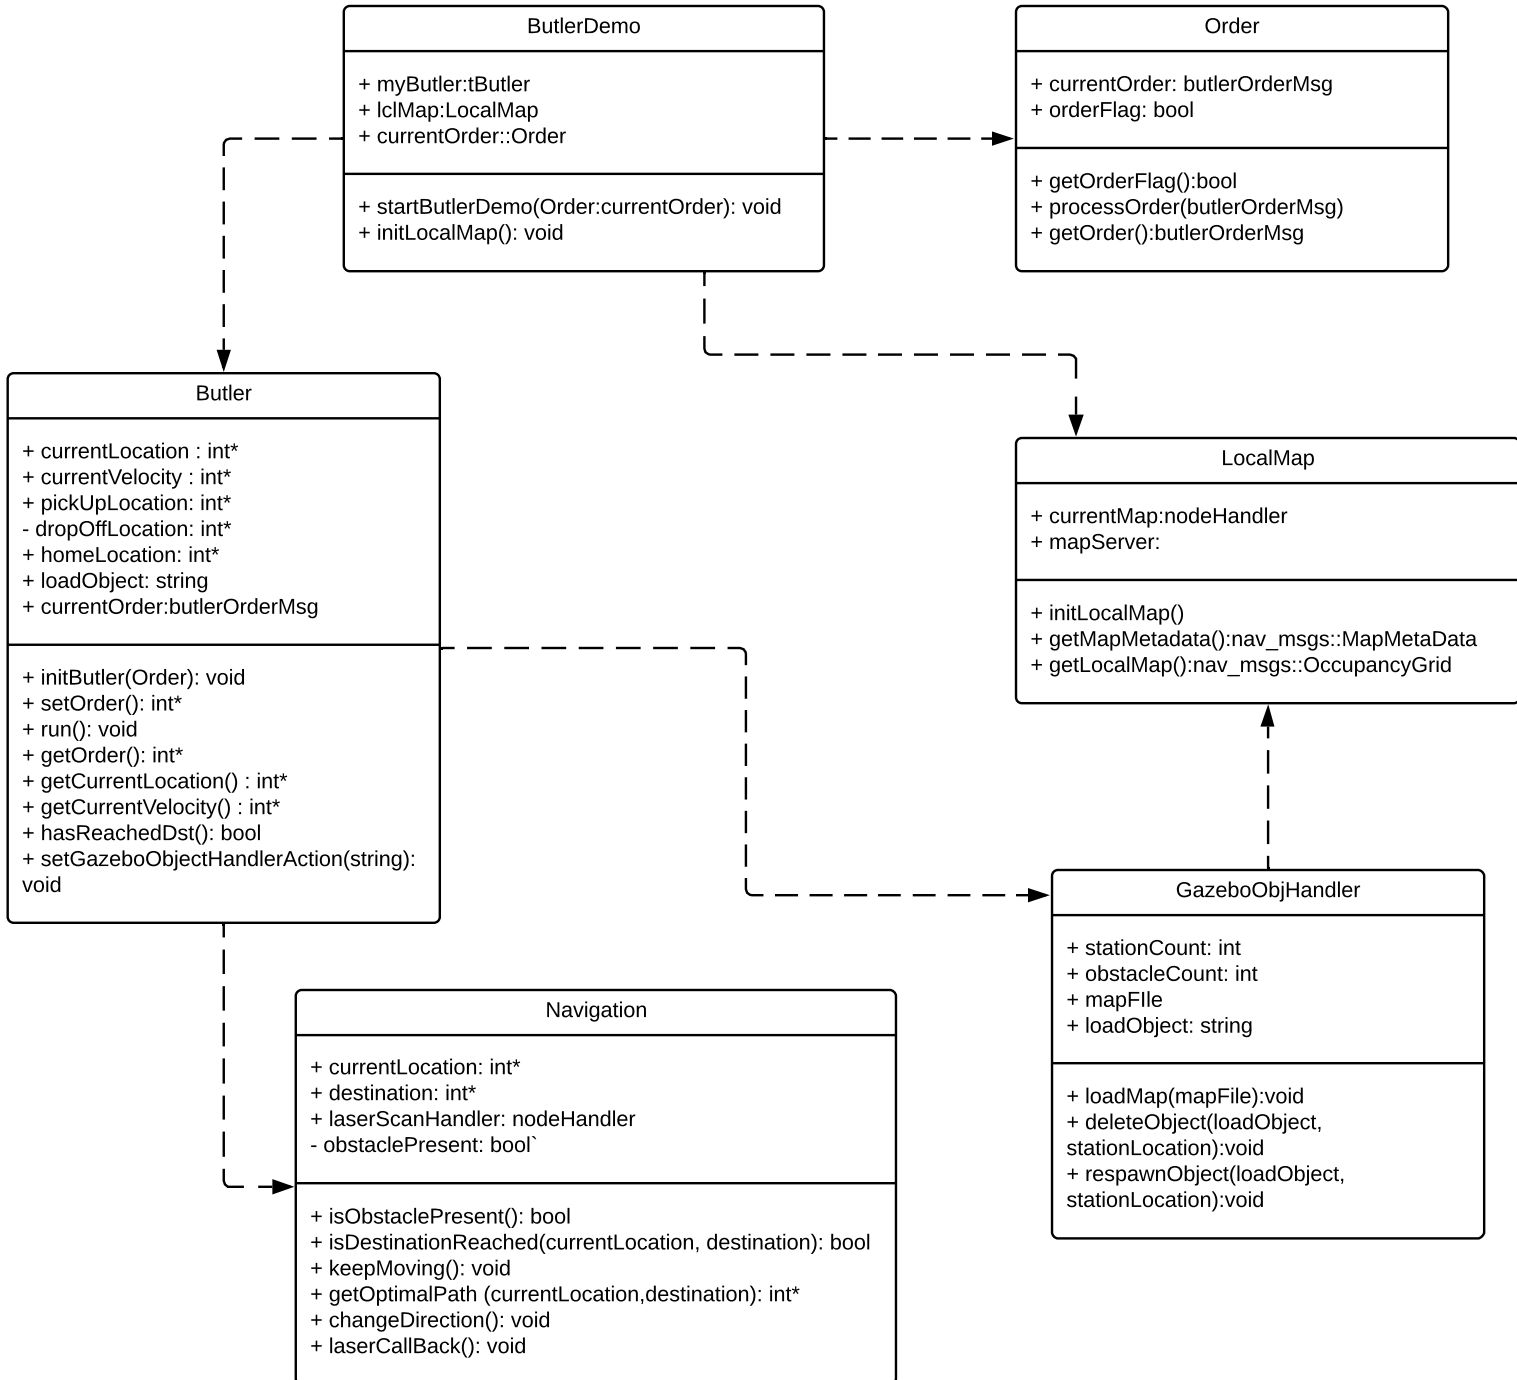 ButlerDemo
+ myButler:tButler
+ lclMap:LocalMap
+ currentOrder::Order
+ startButlerDemo(Order:currentOrder): void
+ initLocalMap(): void
Order
+ currentOrder: butlerOrderMsg
+ orderFlag: bool
+ getOrderFlag():bool
+ processOrder(butlerOrderMsg)
+ getOrder():butlerOrderMsg
Butler
+ currentLocation : int*
+ currentVelocity : int*
+ pickUpLocation: int*
- dropOffLocation: int*
+ homeLocation: int*
+ loadObject: string
+ currentOrder:butlerOrderMsg
+ initButler(Order): void
+ setOrder(): int*
+ run(): void
+ getOrder(): int*
+ getCurrentLocation() : int*
+ getCurrentVelocity() : int*
+ hasReachedDst(): bool
+ setGazeboObjectHandlerAction(string):
void
LocalMap
+ currentMap:nodeHandler
+ mapServer:
+ initLocalMap()
+ getMapMetadata():nav_msgs::MapMetaData
+ getLocalMap():nav_msgs::OccupancyGrid
GazeboObjHandler
+ stationCount: int
+ obstacleCount: int
+ mapFIle
+ loadObject: string
+ loadMap(mapFile):void
+ deleteObject(loadObject,
stationLocation):void
+ respawnObject(loadObject,
stationLocation):void
Navigation
+ currentLocation: int*
+ destination: int*
+ laserScanHandler: nodeHandler
- obstaclePresent: bool`
+ isObstaclePresent(): bool
+ isDestinationReached(currentLocation, destination): bool
+ keepMoving(): void
+ getOptimalPath (currentLocation,destination): int*
+ changeDirection(): void
+ laserCallBack(): void